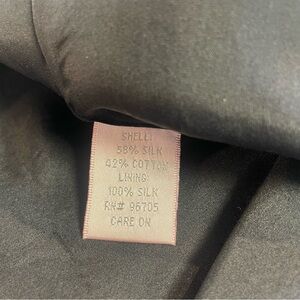 SHELL:
58% SILK
42% COTTON
LINING:
100% SILK
RN# 96705
CARE ON